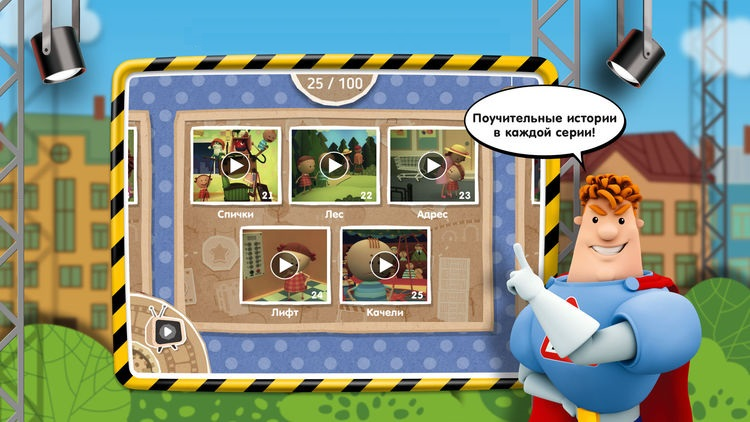 25 / 100
Поучительные истории
в каждой серии!
21
22
23
Спички
Лес
Адрес
24
25
Лифт
Качели